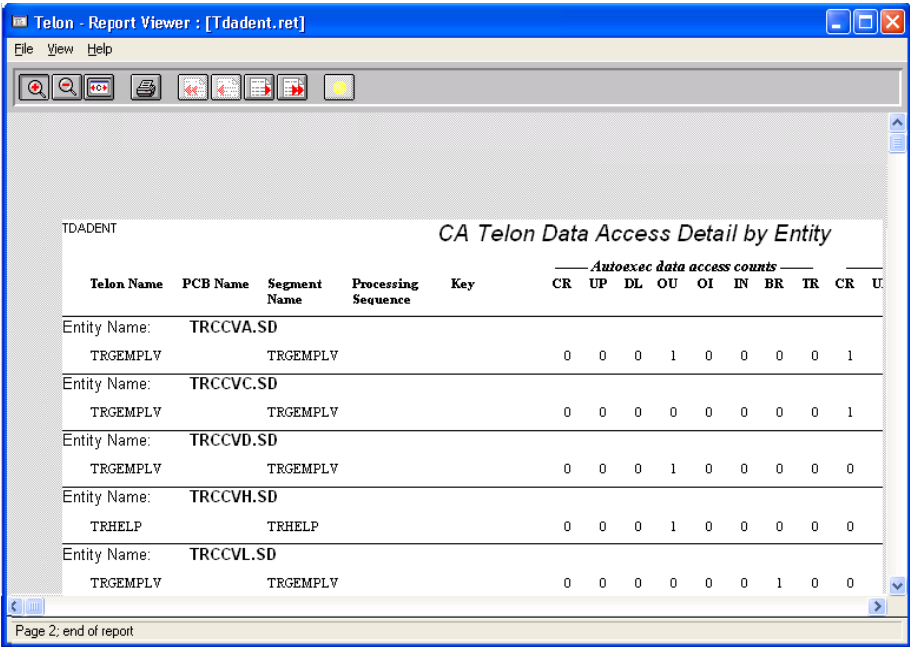 Telon - Report Viewer : [Tdadent.ret]
File View Help
TDADENT
CA Telon Data Access Detail by Entity
Autoexec data access counts
Telon Name PCB Name Segment Name Processing Sequence Key CR UP DL OU OI IN BR TR CR
Entity Name: TRCCVA.SD
TRGEMPLV TRGEMPLV 0 0 0 1 0 0 0 0 1
Entity Name: TRCCVC.SD
TRGEMPLV TRGEMPLV 0 0 0 0 0 0 0 0 1
Entity Name: TRCCVD.SD
TRGEMPLV TRGEMPLV 0 0 0 1 0 0 0 0 0
Entity Name: TRCCVH.SD
TRHELP TRHELP 0 0 0 1 0 0 0 0 0
Entity Name: TRCCVL.SD
TRGEMPLV TRGEMPLV 0 0 0 0 0 0 1 0 0
Page 2; end of report